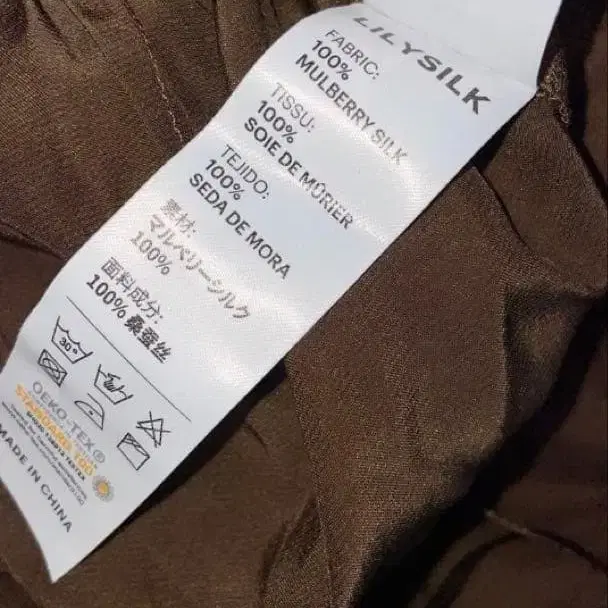 LILYSILK
FABRIC:
100%
MULBERRY SILK
TISSU:
100%
SOIE DE MÛRIER
TEJIDO:
100%
SEDA DE MORA
素材:
マルベリーシルク
100%
面料成分:
100% 桑蚕丝
30°
OEKO-TEX®
STANDARD 100
MADE IN CHINA